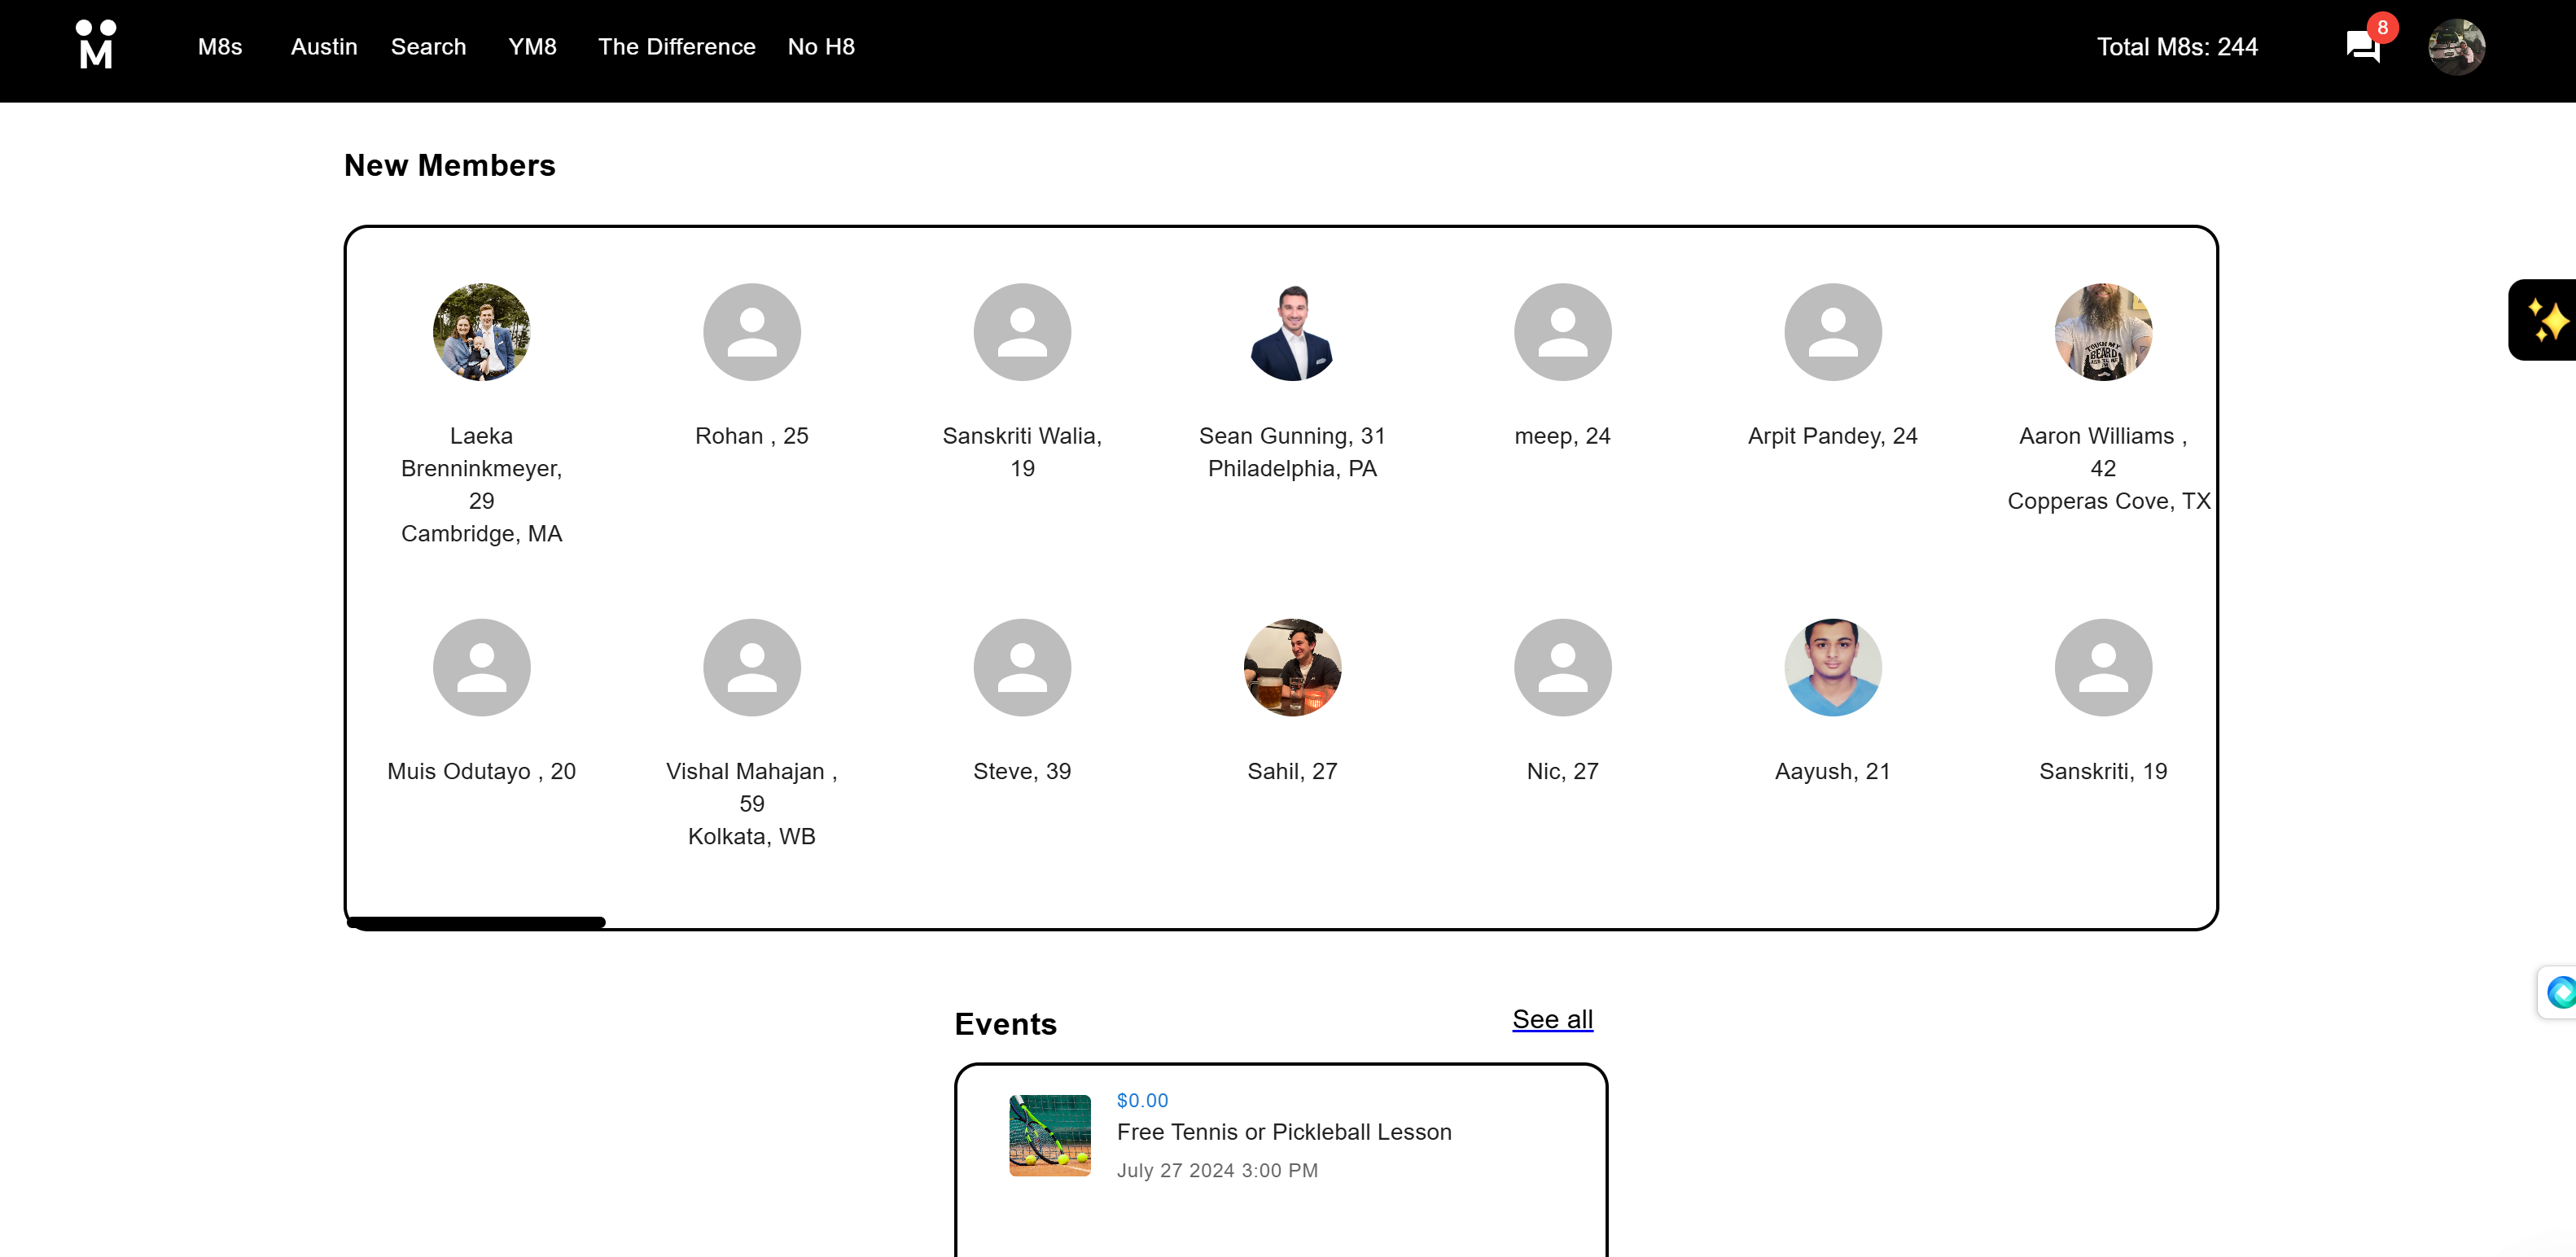 M
M8s
Austin
Search
YM8
The Difference
No H8
Total M8s: 244
8
New Members
Laeka
Brenninkmeyer,
29
Cambridge, MA
Rohan , 25
Sanskriti Walia,
19
Sean Gunning, 31
Philadelphia, PA
meep, 24
Arpit Pandey, 24
TOUCH MY
BEARD
Aaron Williams ,
42
Copperas Cove, TX
Muis Odutayo , 20
Vishal Mahajan ,
59
Kolkata, WB
Steve, 39
Sahil, 27
Nic, 27
Aayush, 21
Sanskriti, 19
Events
See all
$0.00
Free Tennis or Pickleball Lesson
July 27 2024 3:00 PM